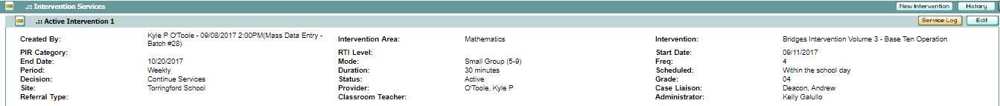 .:: Intervention Services New Intervention History
.:: Active Intervention 1 Service Log Edit
Created By: Kyle P O'Toole - 09/08/2017 2:00PM(Mass Data Entry - Batch #28) Intervention Area: Mathematics Intervention: Bridges Intervention Volume 3 - Base Ten Operation
PIR Category: RTI Level: Start Date: 09/11/2017
End Date: 10/20/2017 Mode: Small Group (5-9) Freq: 4
Period: Weekly Duration: 30 minutes Scheduled: Within the school day
Decision: Continue Services Status: Active Grade: 04
Site: Torringford School Provider: O'Toole, Kyle P Case Liaison: Deacon, Andrew
Referral Type: Classroom Teacher: Administrator: Kelly Galullo